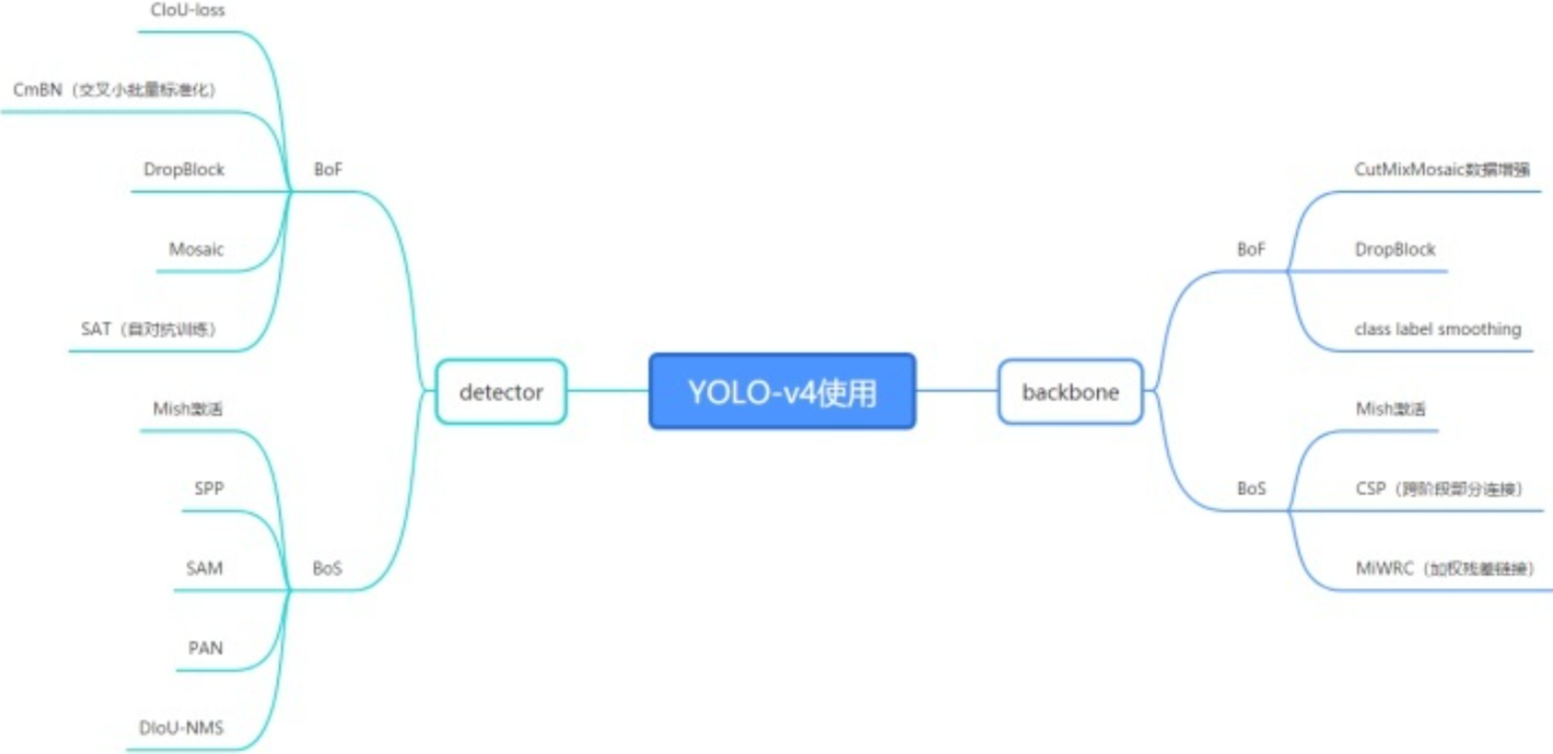 CIoU-loss
CmBN（交叉小批量标准化）
DropBlock
BoF
Mosaic
SAT（自对抗训练）
Mish激活
SPP
SAM
BoS
PAN
DIoU-NMS
detector
YOLO-v4使用
backbone
BoF
CutMixMosaic数据增强
DropBlock
class label smoothing
BoS
Mish激活
CSP（跨阶段部分连接）
MiWRC（加权残差链接）